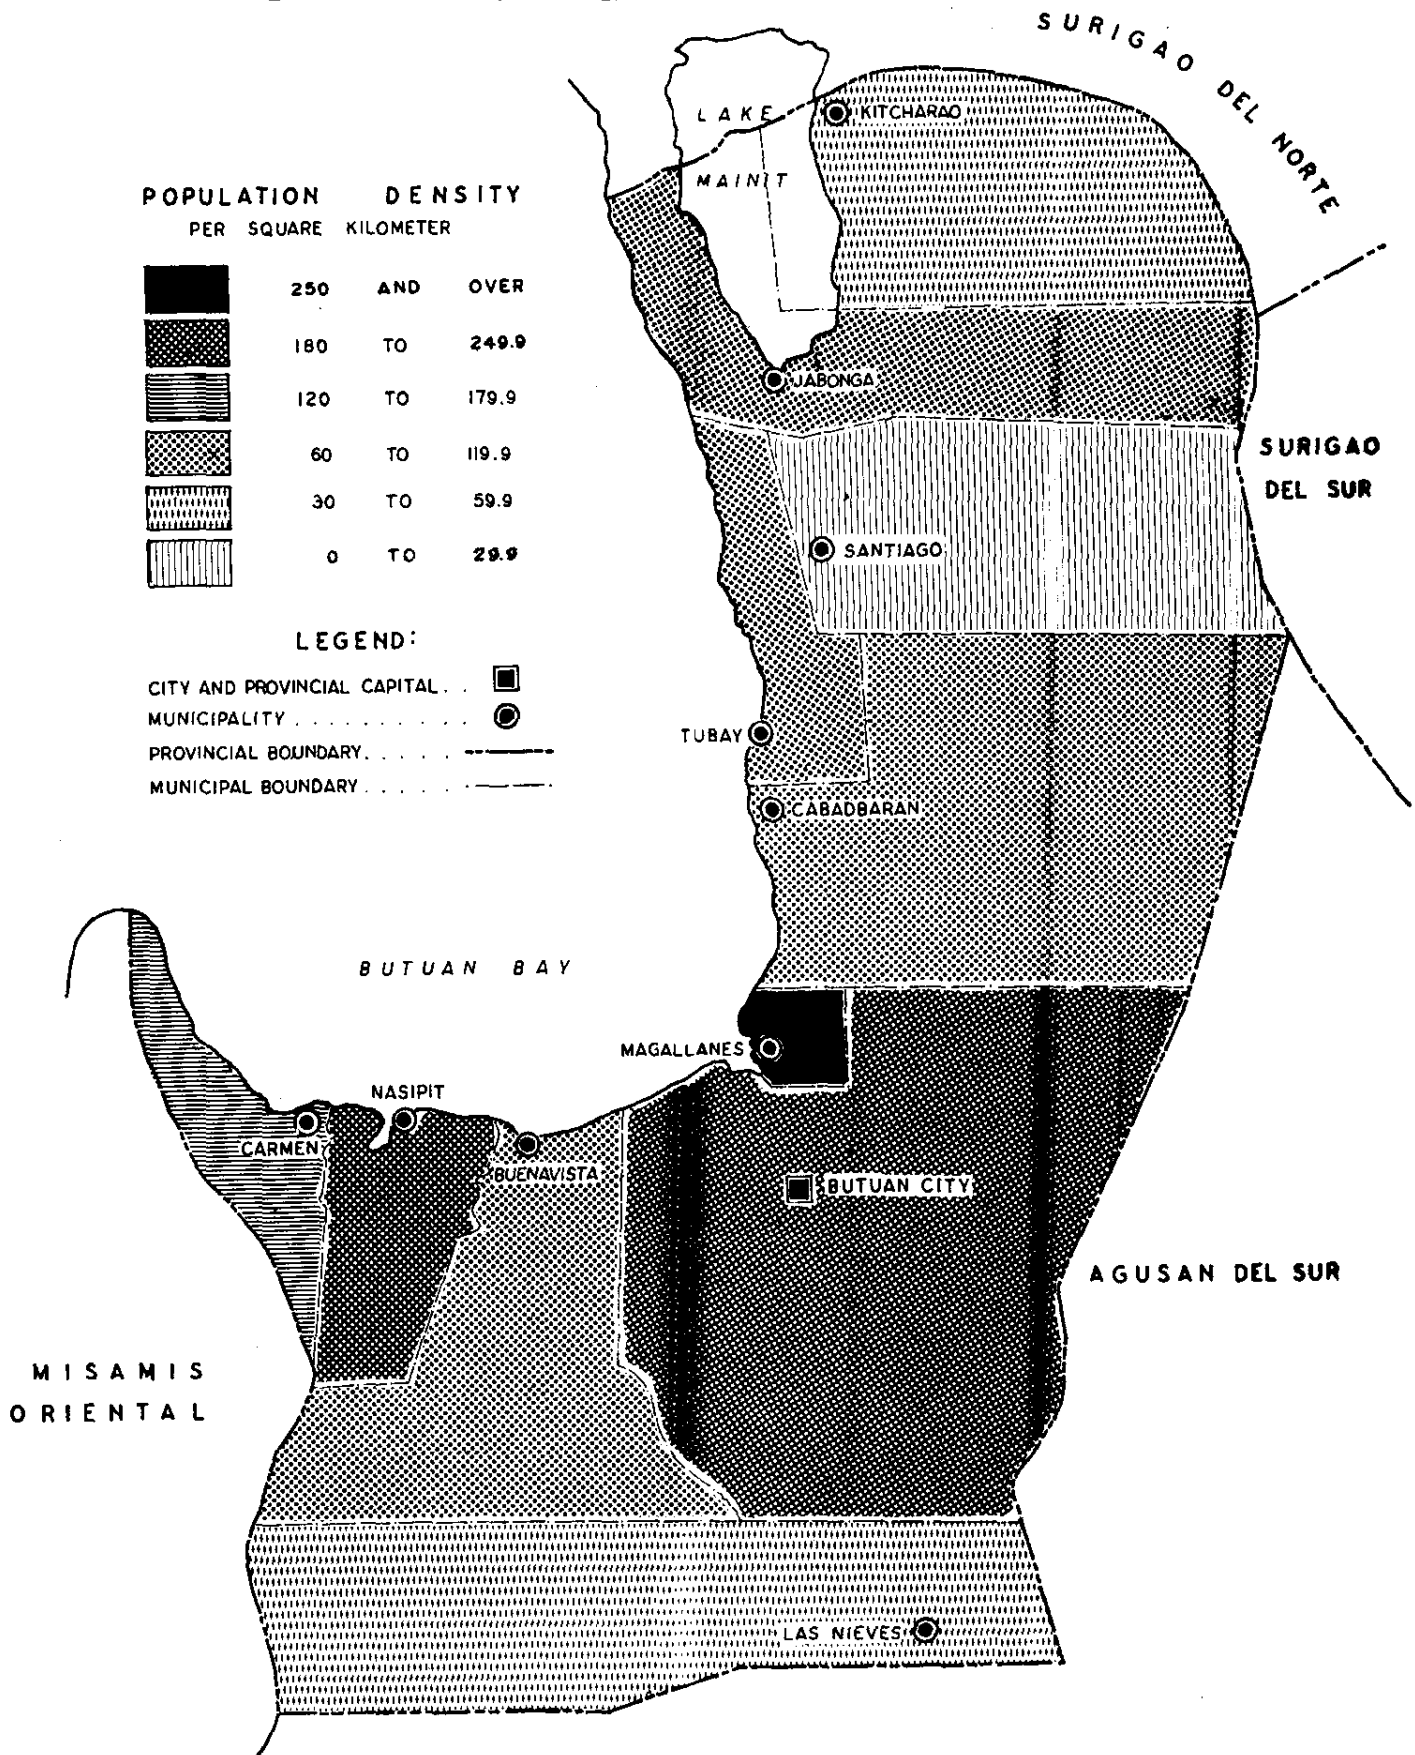 SURIGAO DEL NORTE
LAKE
MAINIT
KITCHARAO
POPULATION DENSITY
PER SQUARE KILOMETER
250 AND OVER
180 TO 249.9
120 TO 179.9
60 TO 119.9
30 TO 59.9
0 TO 29.9
JABONGA
SURIGAO
DEL SUR
SANTIAGO
LEGEND:
CITY AND PROVINCIAL CAPITAL . .
MUNICIPALITY . . . . . . . . . .
PROVINCIAL BOUNDARY . . . . .
MUNICIPAL BOUNDARY . . . . . .
TUBAY
CABADBARAN
BUTUAN BAY
MAGALLANES
NASIPIT
CARMEN
BUENAVISTA
BUTUAN CITY
AGUSAN DEL SUR
MISAMIS
ORIENTAL
LAS NIEVES